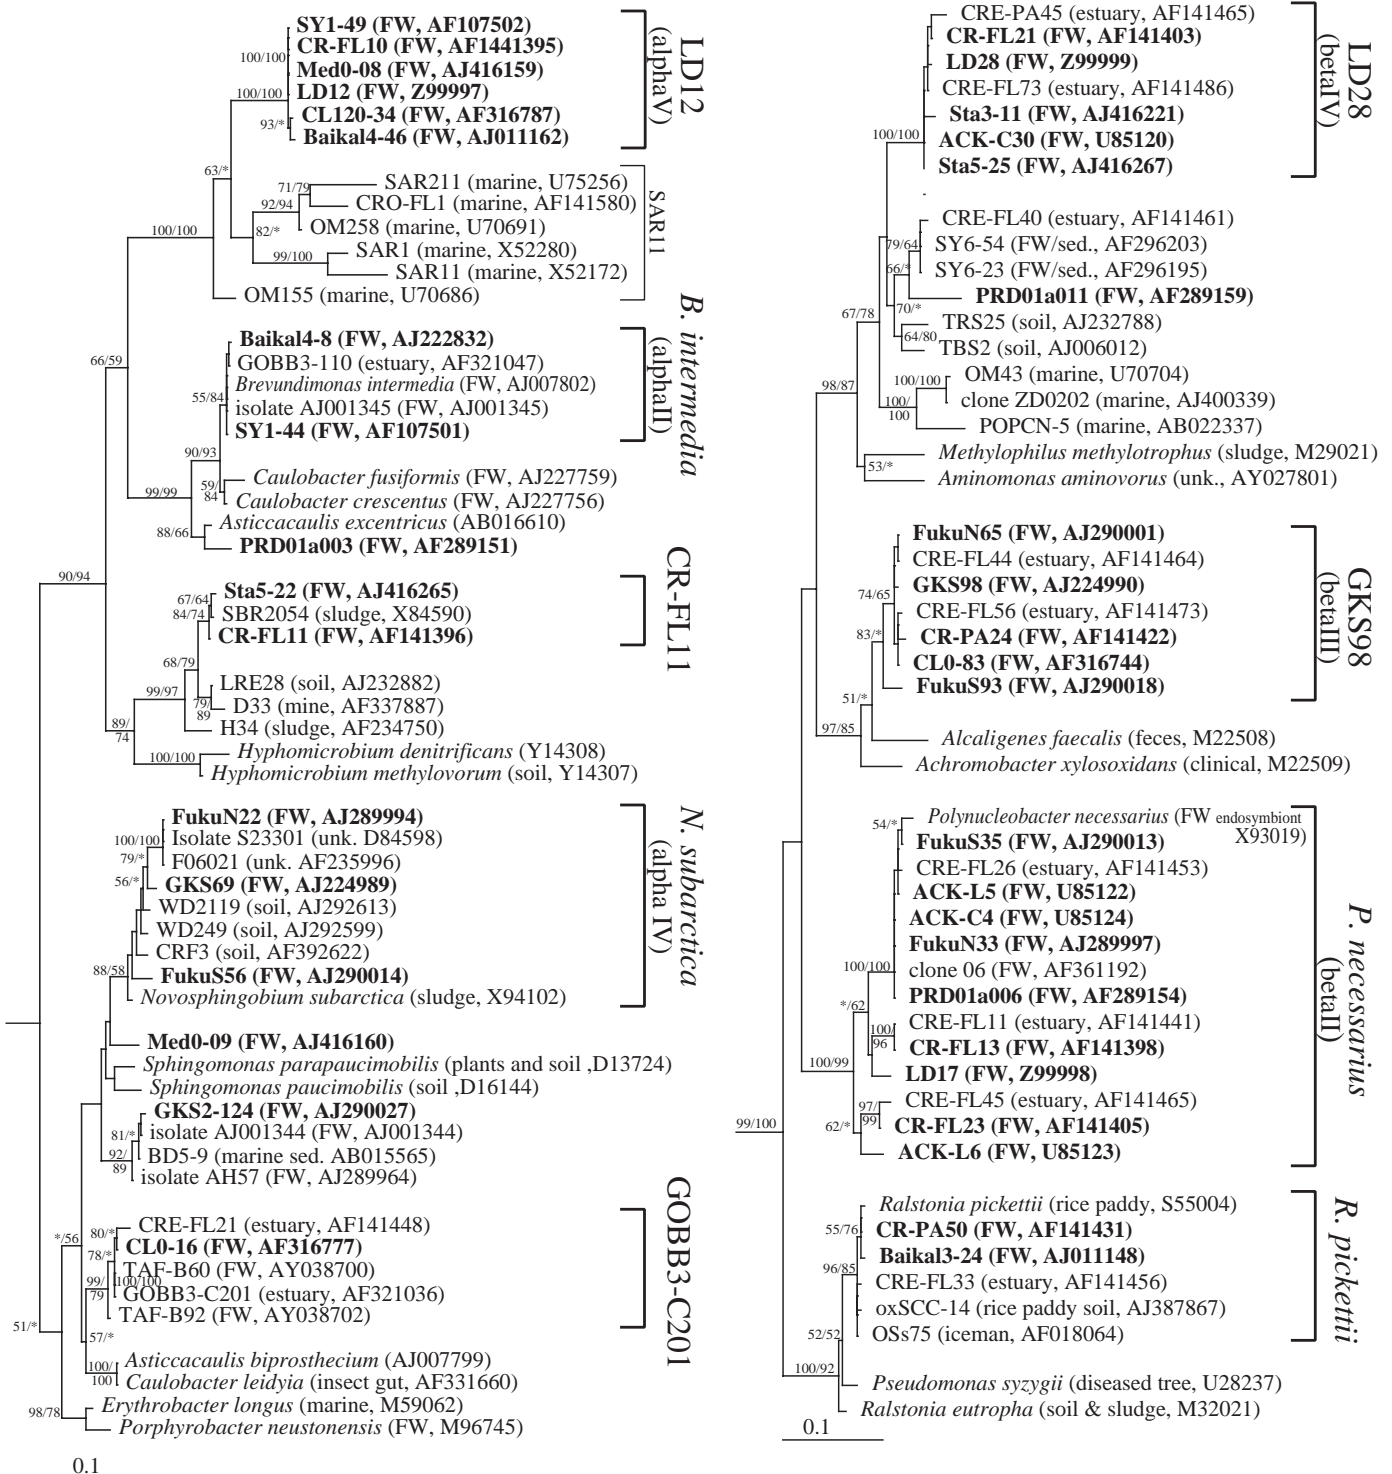 SY1-49 (FW, AF107502)
CR-FL10 (FW, AF1441395)
100/100
Med0-08 (FW, AJ416159)
LD12 (FW, Z99997)
100/100
CL120-34 (FW, AF316787)
93/*
Baikal4-46 (FW, AJ011162)
LD12
(alphaV)
63/*
SAR211 (marine, U75256)
71/79
CRO-FL1 (marine, AF141580)
92/94
OM258 (marine, U70691)
82/*
100/100
SAR1 (marine, X52280)
99/100
SAR11 (marine, X52172)
OM155 (marine, U70686)
SAR11
Baikal4-8 (FW, AJ222832)
GOBB3-110 (estuary, AF321047)
66/59
Brevundimonas intermedia (FW, AJ007802)
55/84
isolate AJ001345 (FW, AJ001345)
SY1-44 (FW, AF107501)
B. intermedia
(alphaII)
90/93
Caulobacter fusiformis (FW, AJ227759)
59/
84
99/99
Caulobacter crescentus (FW, AJ227756)
Asticcacaulis excentricus (AB016610)
88/66
PRD01a003 (FW, AF289151)
90/94
Sta5-22 (FW, AJ416265)
67/64
SBR2054 (sludge, X84590)
84/74
CR-FL11 (FW, AF141396)
CR-FL11
68/79
LRE28 (soil, AJ232882)
99/97
79/
89
D33 (mine, AF337887)
H34 (sludge, AF234750)
89/
74
Hyphomicrobium denitrificans (Y14308)
100/100
Hyphomicrobium methylovorum (soil, Y14307)
FukuN22 (FW, AJ289994)
100/100
Isolate S23301 (unk. D84598)
79/*
F06021 (unk. AF235996)
56/*
GKS69 (FW, AJ224989)
WD2119 (soil, AJ292613)
WD249 (soil, AJ292599)
CRF3 (soil, AF392622)
88/58
FukuS56 (FW, AJ290014)
Novosphingobium subarctica (sludge, X94102)
N. subarctica
(alpha IV)
Med0-09 (FW, AJ416160)
Sphingomonas parapaucimobilis (plants and soil ,D13724)
Sphingomonas paucimobilis (soil ,D16144)
GKS2-124 (FW, AJ290027)
81/*
isolate AJ001344 (FW, AJ001344)
92/
89
BD5-9 (marine sed. AB015565)
isolate AH57 (FW, AJ289964)
CRE-FL21 (estuary, AF141448)
80/*
*/56
CL0-16 (FW, AF316777)
78/*
TAF-B60 (FW, AY038700)
99/
79
100/100
GOBB3-C201 (estuary, AF321036)
TAF-B92 (FW, AY038702)
GOBB3-C201
51/*
57/*
Asticcacaulis biprosthecium (AJ007799)
100/
100
Caulobacter leidyia (insect gut, AF331660)
Erythrobacter longus (marine, M59062)
98/78
Porphyrobacter neustonensis (FW, M96745)
0.1
CRE-PA45 (estuary, AF141465)
CR-FL21 (FW, AF141403)
LD28 (FW, Z99999)
CRE-FL73 (estuary, AF141486)
Sta3-11 (FW, AJ416221)
100/100
ACK-C30 (FW, U85120)
Sta5-25 (FW, AJ416267)
LD28
(betaIV)
CRE-FL40 (estuary, AF141461)
79/64
SY6-54 (FW/sed., AF296203)
66/*
SY6-23 (FW/sed., AF296195)
PRD01a011 (FW, AF289159)
70/*
67/78
TRS25 (soil, AJ232788)
64/80
TBS2 (soil, AJ006012)
OM43 (marine, U70704)
100/100
98/87
clone ZD0202 (marine, AJ400339)
100/
100
POPCN-5 (marine, AB022337)
Methylophilus methylotrophus (sludge, M29021)
53/*
Aminomonas aminovorus (unk., AY027801)
FukuN65 (FW, AJ290001)
CRE-FL44 (estuary, AF141464)
GKS98 (FW, AJ224990)
74/65
CRE-FL56 (estuary, AF141473)
83/*
CR-PA24 (FW, AF141422)
CL0-83 (FW, AF316744)
FukuS93 (FW, AJ290018)
GKS98
(betaIII)
51/*
97/85
Alcaligenes faecalis (feces, M22508)
Achromobacter xylosoxidans (clinical, M22509)
Polynucleobacter necessarius (FW endosymbiont
X93019)
54/*
FukuS35 (FW, AJ290013)
CRE-FL26 (estuary, AF141453)
ACK-L5 (FW, U85122)
ACK-C4 (FW, U85124)
FukuN33 (FW, AJ289997)
100/100
clone 06 (FW, AF361192)
PRD01a006 (FW, AF289154)
*/62
CRE-FL11 (estuary, AF141441)
100/
96
CR-FL13 (FW, AF141398)
100/99
LD17 (FW, Z99998)
CRE-FL45 (estuary, AF141465)
97/
99
62/*
CR-FL23 (FW, AF141405)
ACK-L6 (FW, U85123)
P. necessarius
(betaII)
99/100
Ralstonia pickettii (rice paddy, S55004)
55/76
CR-PA50 (FW, AF141431)
Baikal3-24 (FW, AJ011148)
96/85
CRE-FL33 (estuary, AF141456)
oxSCC-14 (rice paddy soil, AJ387867)
OSs75 (iceman, AF018064)
R. pickettii
52/52
100/92
Pseudomonas syzygii (diseased tree, U28237)
Ralstonia eutropha (soil & sludge, M32021)
0.1